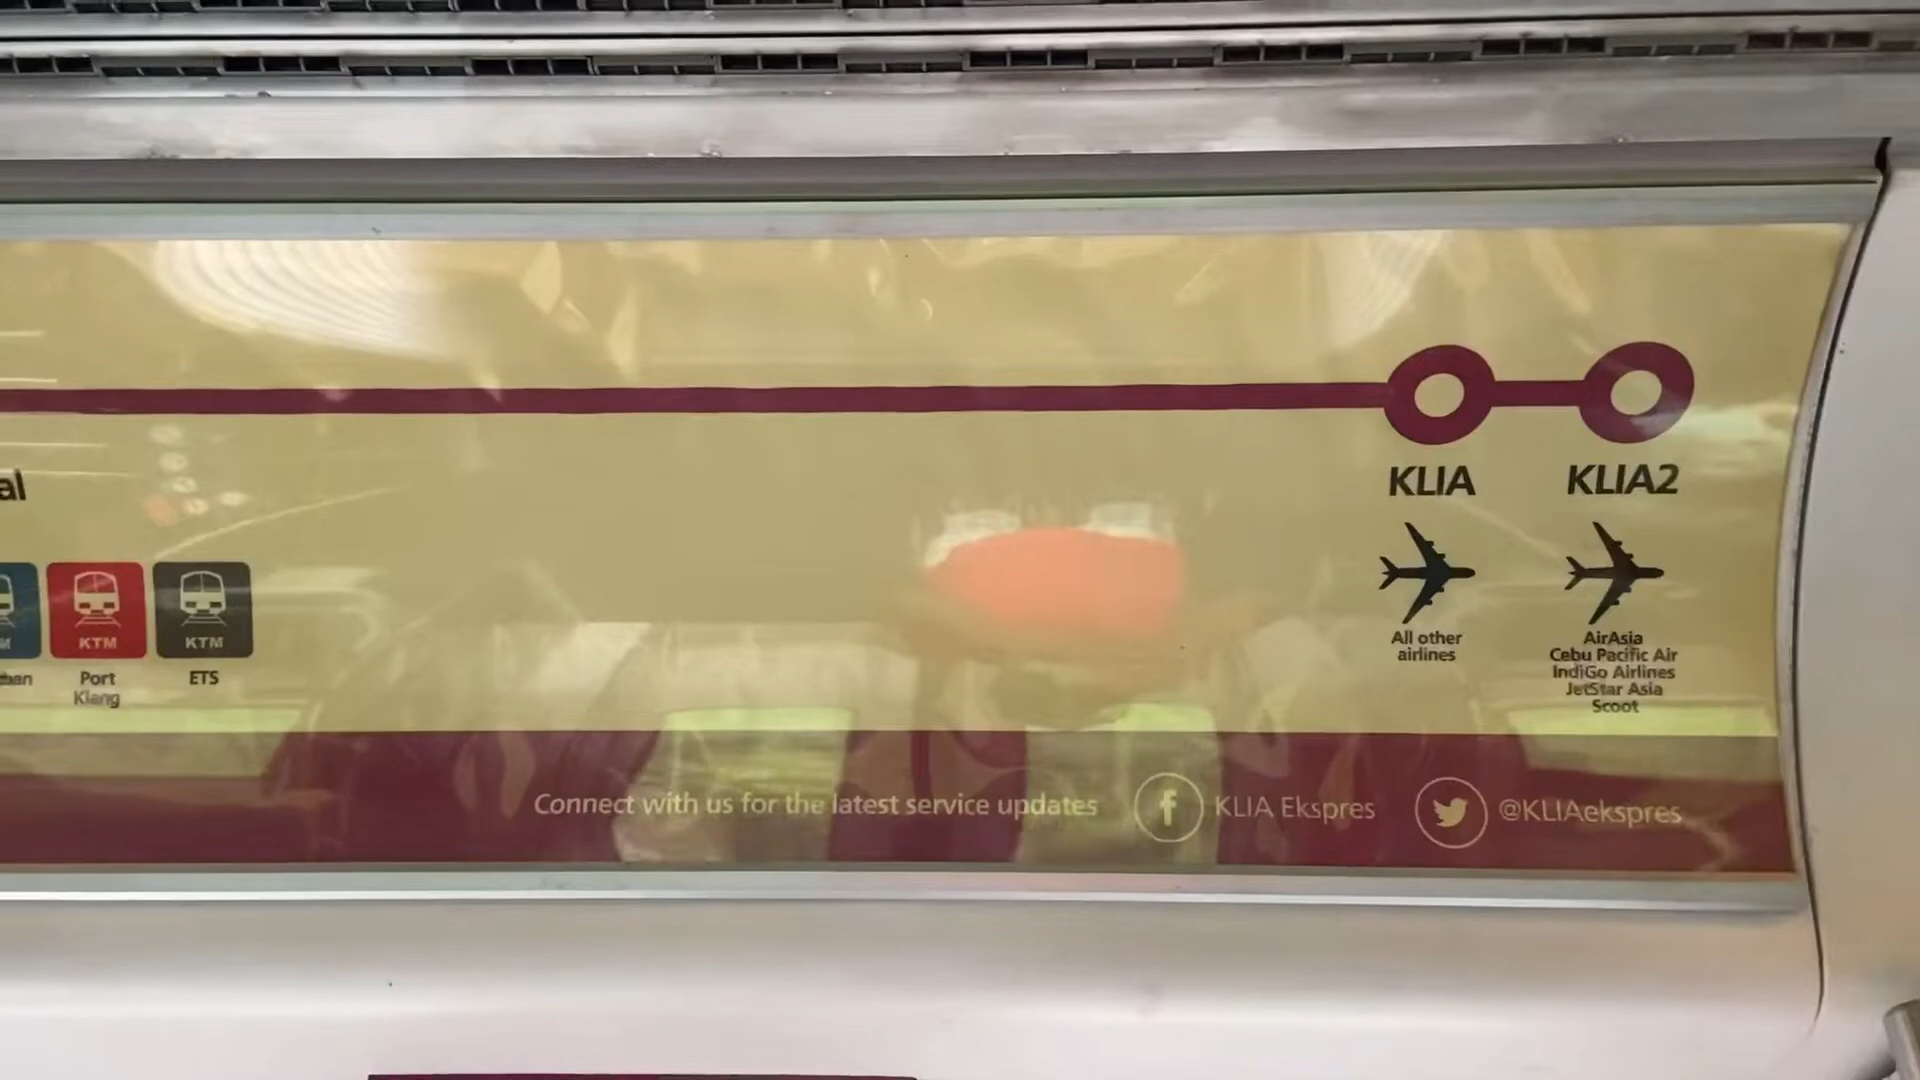 KLIA
KLIA2
KTM
KTM
Port
Klang
ETS
All other
airlines
AirAsia
Cebu Pacific Air
IndiGo Airlines
JetStar Asia
Scoot
Connect with us for the latest service updates
KLIA Ekspres
@KLIAekspres